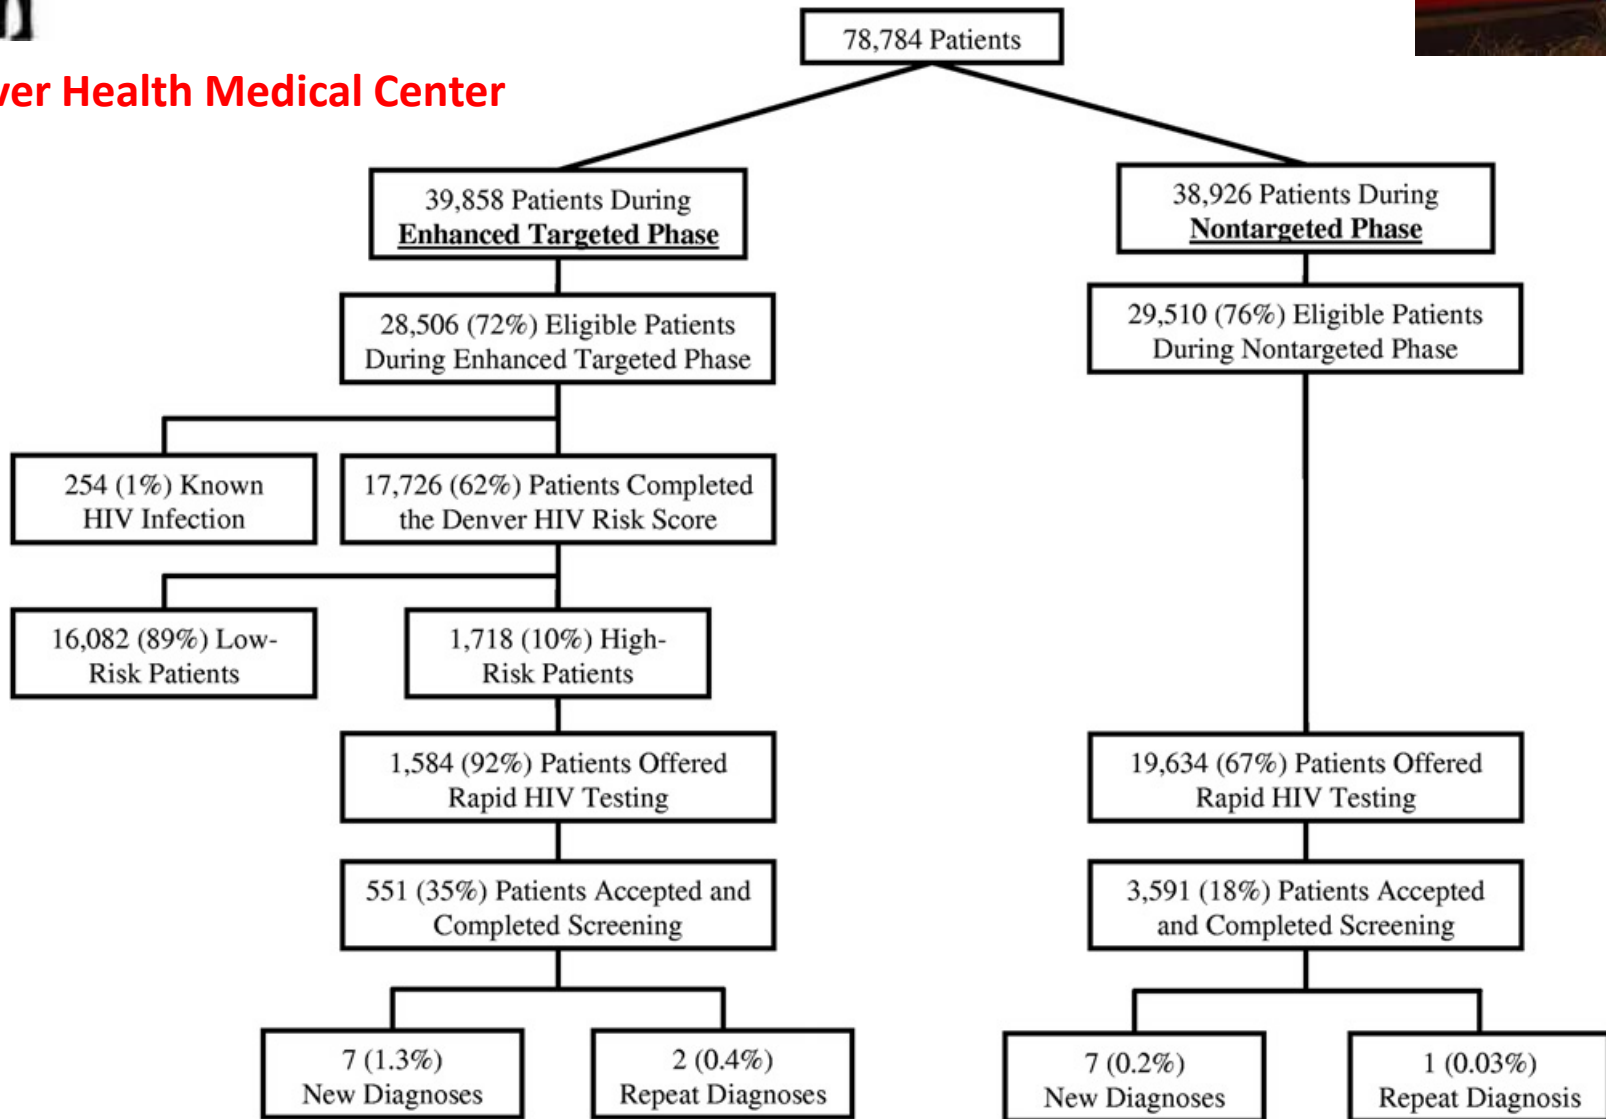 78,784 Patients
Health Medical Center
39,858 Patients During
Enhanced Targeted Phase
38,926 Patients During
Nontargeted Phase
28,506 (72%) Eligible Patients
During Enhanced Targeted Phase
29,510 (76%) Eligible Patients
During Nontargeted Phase
254 (1%) Known
HIV Infection
17,726 (62%) Patients Completed
the Denver HIV Risk Score
16,082 (89%) Low-
Risk Patients
1,718 (10%) High-
Risk Patients
1,584 (92%) Patients Offered
Rapid HIV Testing
19,634 (67%) Patients Offered
Rapid HIV Testing
551 (35%) Patients Accepted and
Completed Screening
3,591 (18%) Patients Accepted
and Completed Screening
7 (1.3%)
New Diagnoses
2 (0.4%)
Repeat Diagnoses
7 (0.2%)
New Diagnoses
1 (0.03%)
Repeat Diagnosis